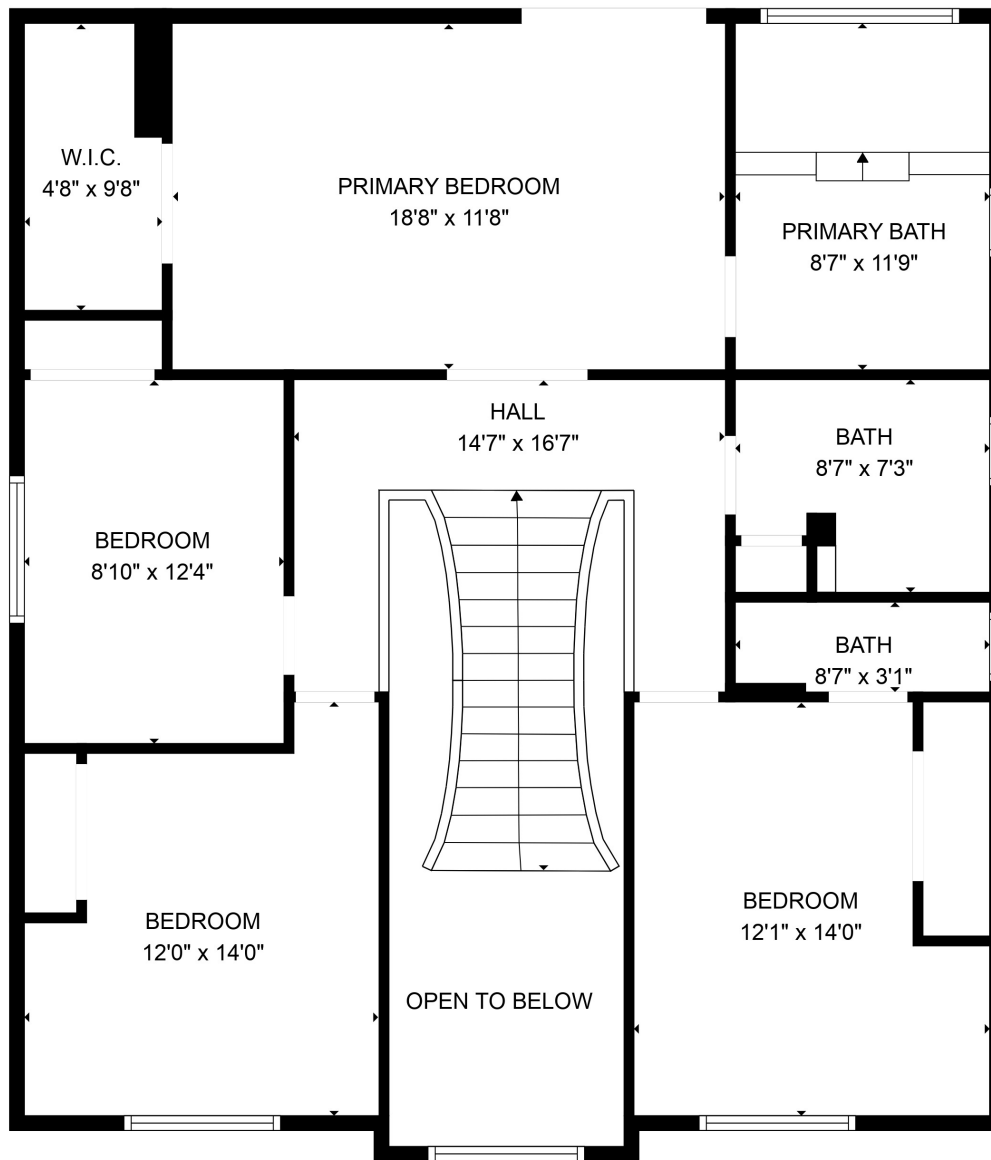 W.I.C.
4'8" x 9'8"
PRIMARY BEDROOM
18'8" x 11'8"
PRIMARY BATH
8'7" x 11'9"
HALL
14'7" x 16'7"
BATH
8'7" x 7'3"
BEDROOM
8'10" x 12'4"
BATH
8'7" x 3'1"
BEDROOM
12'0" x 14'0"
BEDROOM
12'1" x 14'0"
OPEN TO BELOW